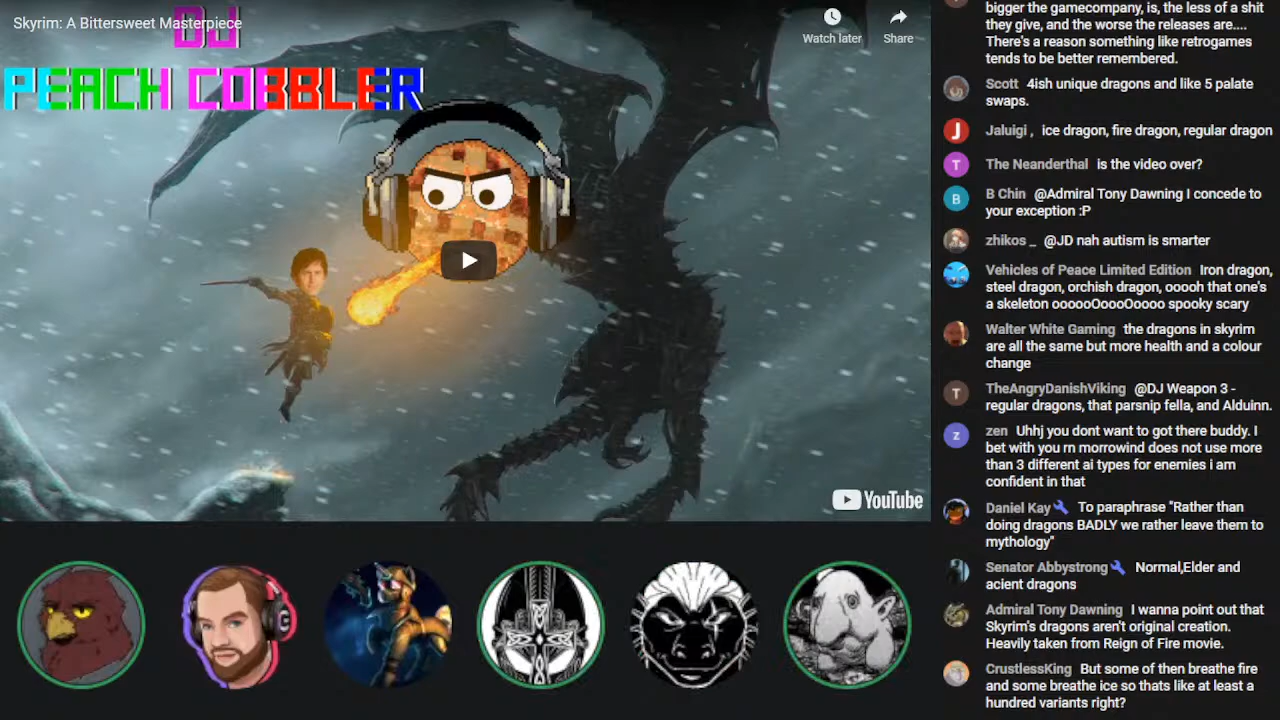 Skyrim: A Bittersweet Masterpiece
Watch later
Share
DJ
PEACH COBBLER
YouTube
bigger the gamecompany, is, the less of a shit
they give, and the worse the releases are....
There's a reason something like retrogames
tends to be better remembered.
Scott 4ish unique dragons and like 5 palate
swaps.
J
Jaluigi , ice dragon, fire dragon, regular dragon
T
The Neanderthal is the video over?
B
B Chin @Admiral Tony Dawning I concede to
your exception :P
zhikos _ @JD nah autism is smarter
Vehicles of Peace Limited Edition Iron dragon,
steel dragon, orchish dragon, ooooh that one's
a skeleton oooooOoooOoooo spooky scary
Walter White Gaming the dragons in skyrim
are all the same but more health and a colour
change
T
TheAngryDanishViking @DJ Weapon 3 -
regular dragons, that parsnip fella, and Alduinn.
z
zen Uhhj you dont want to got there buddy. I
bet with you rn morrowind does not use more
than 3 different ai types for enemies i am
confident in that
Daniel Kay To paraphrase "Rather than
doing dragons BADLY we rather leave them to
mythology"
Senator Abbystrong Normal,Elder and
acient dragons
Admiral Tony Dawning I wanna point out that
Skyrim's dragons aren't original creation.
Heavily taken from Reign of Fire movie.
CrustlessKing But some of then breathe fire
and some breathe ice so thats like at least a
hundred variants right?